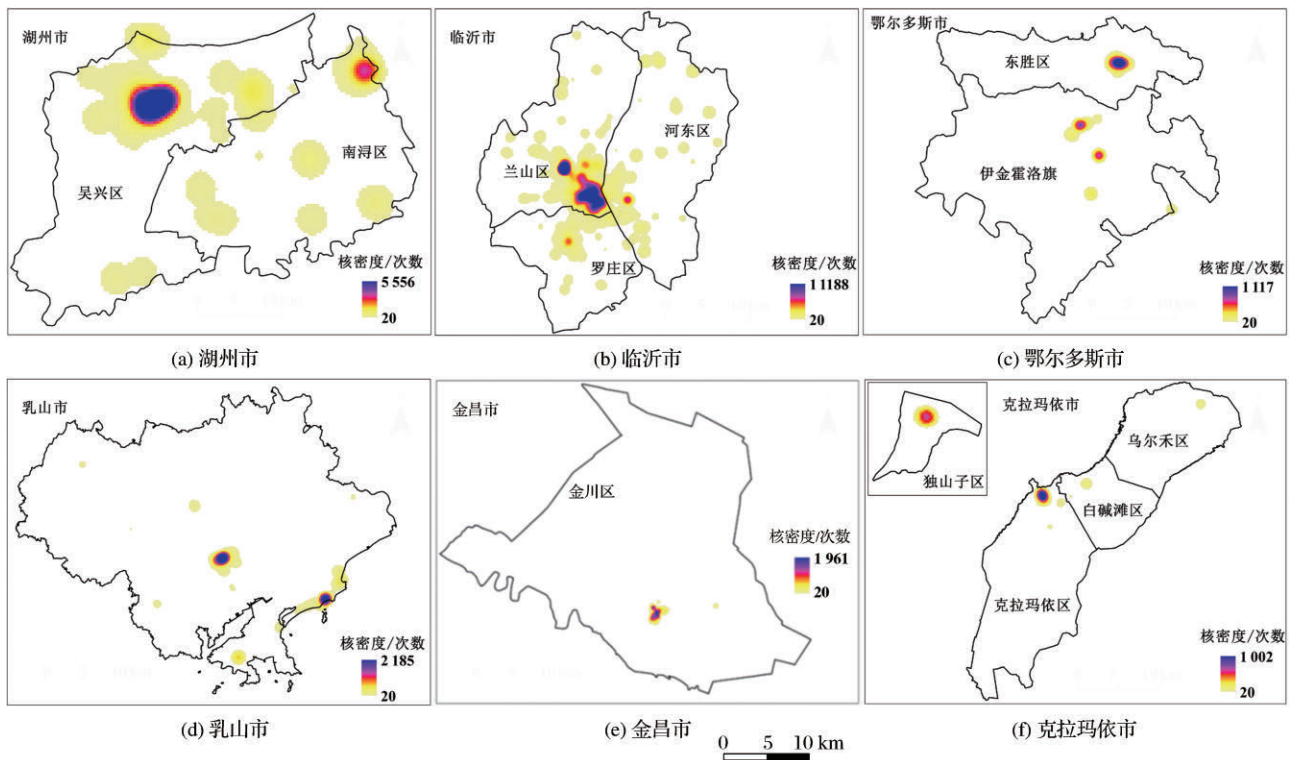 湖州市
吴兴区
南浔区
核密度/次数
5 556
20
(a) 湖州市
临沂市
河东区
兰山区
罗庄区
核密度/次数
1 1188
20
(b) 临沂市
鄂尔多斯市
东胜区
伊金霍洛旗
核密度/次数
1 117
20
(c) 鄂尔多斯市
乳山市
核密度/次数
2 185
20
(d) 乳山市
金昌市
金川区
核密度/次数
1 961
20
(e) 金昌市
克拉玛依市
乌尔禾区
独山子区
白碱滩区
克拉玛依区
核密度/次数
1 002
20
(f) 克拉玛依市
0 5 10 km